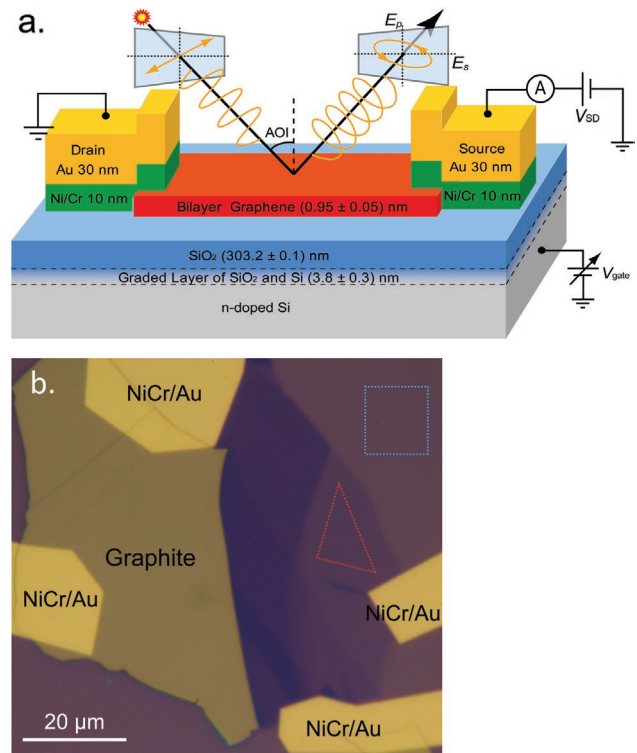 a.
Eₚ
Eₛ
A
V_SD
AOI
Drain
Au 30 nm
Source
Au 30 nm
Ni/Cr 10 nm
Ni/Cr 10 nm
Bilayer Graphene (0.95 ± 0.05) nm
SiO₂ (303.2 ± 0.1) nm
Graded Layer of SiO₂ and Si (3.8 ± 0.3) nm
V_gate
n-doped Si
b.
NiCr/Au
Graphite
NiCr/Au
NiCr/Au
20 μm
NiCr/Au